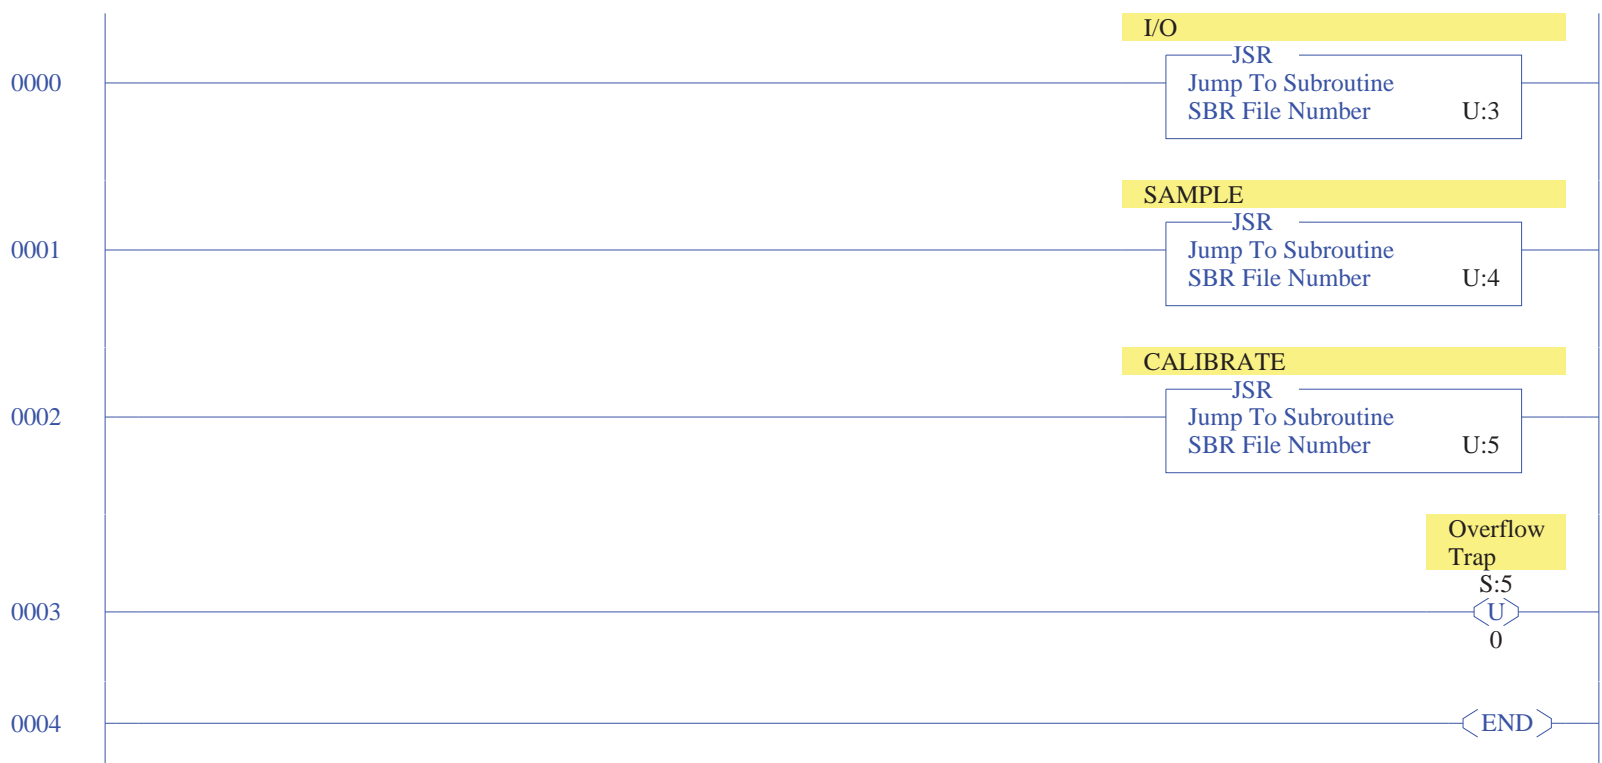 I/O
JSR
0000
Jump To Subroutine
SBR File Number U:3
SAMPLE
JSR
0001
Jump To Subroutine
SBR File Number U:4
CALIBRATE
JSR
0002
Jump To Subroutine
SBR File Number U:5
Overflow
Trap
S:5
0003
U
0
0004
END